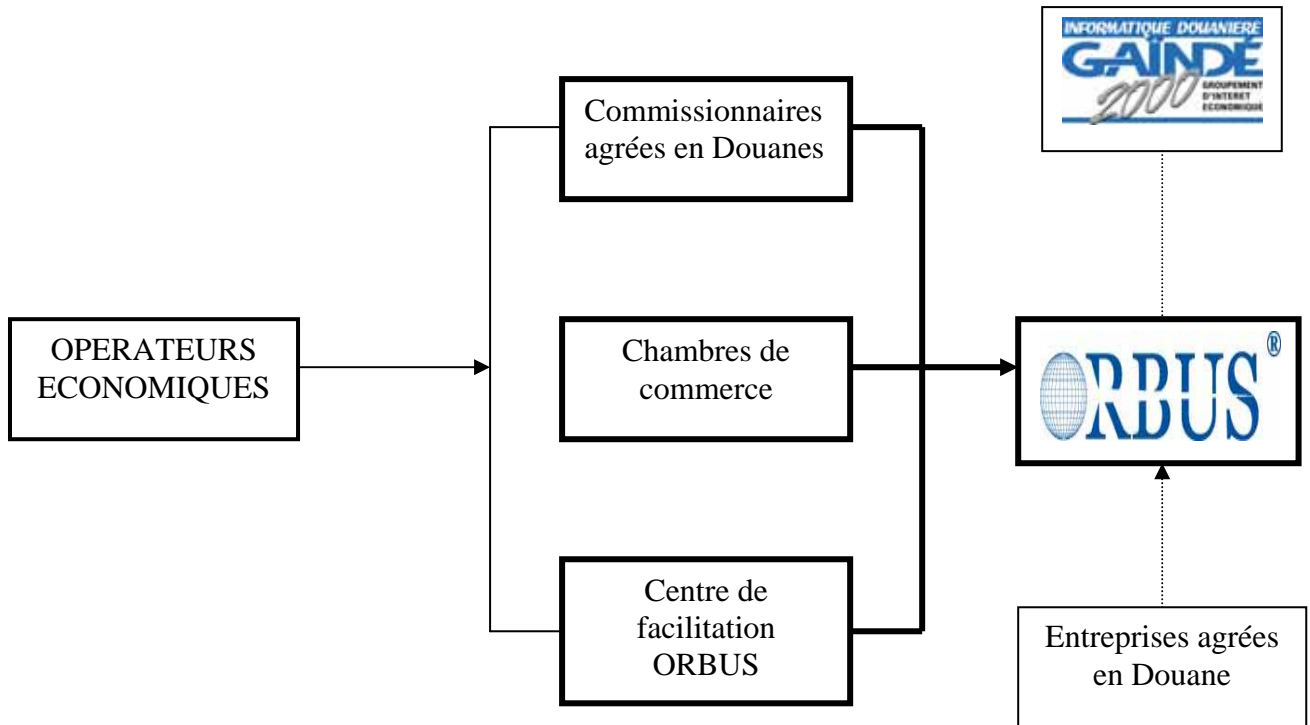 INFORMATIQUE DOUANIERE
GAÏNDÉ
2000
GROUPEMENT
D'INTERET
ECONOMIQUE
Commissionnaires
agrées en Douanes
OPERATEURS
ECONOMIQUES
Chambres de
commerce
ORBUS®
Centre de
facilitation
ORBUS
Entreprises agrées
en Douane